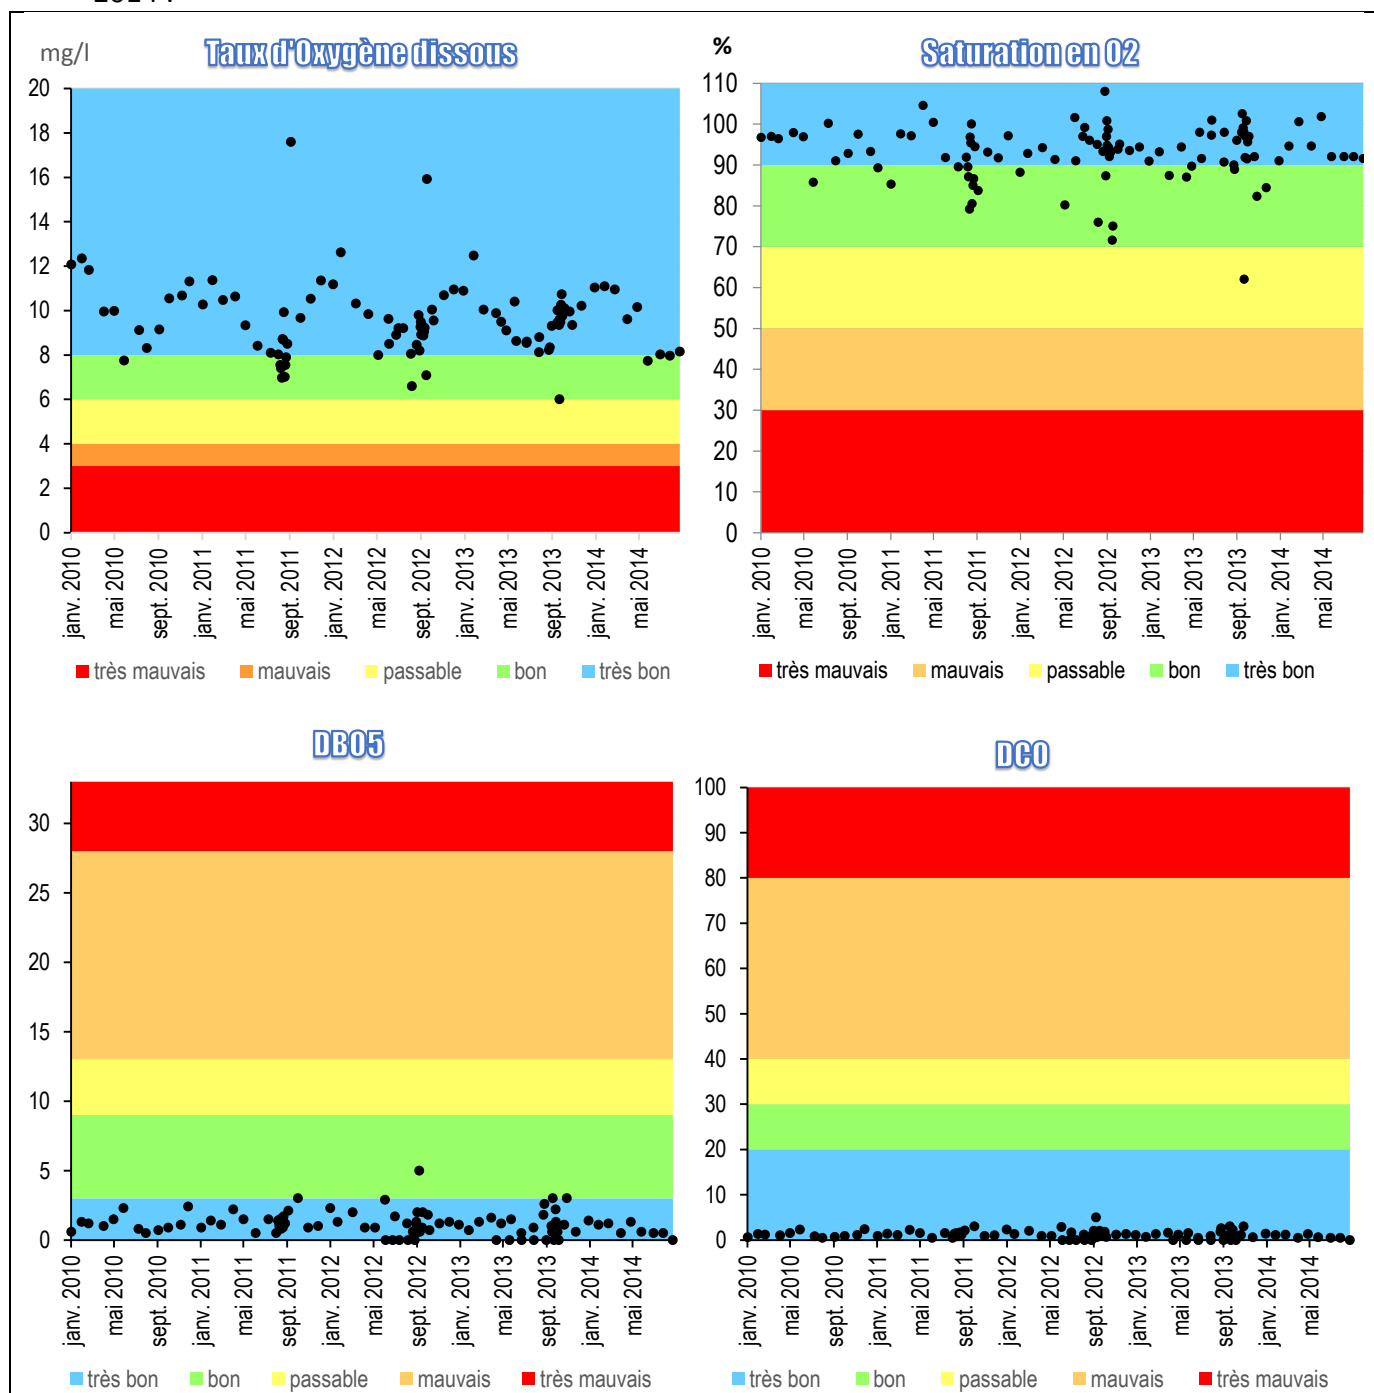 2014 :
mg/l
Taux d'Oxygène dissous
20
18
16
14
12
10
8
6
4
2
0
janv. 2010
mai 2010
sept. 2010
janv. 2011
mai 2011
sept. 2011
janv. 2012
mai 2012
sept. 2012
janv. 2013
mai 2013
sept. 2013
janv. 2014
mai 2014
très mauvais mauvais passable bon très bon
%
Saturation en O2
110
100
90
80
70
60
50
40
30
20
10
0
janv. 2010
mai 2010
sept. 2010
janv. 2011
mai 2011
sept. 2011
janv. 2012
mai 2012
sept. 2012
janv. 2013
mai 2013
sept. 2013
janv. 2014
mai 2014
très mauvais mauvais passable bon très bon
DBO5
30
25
20
15
10
5
0
janv. 2010
mai 2010
sept. 2010
janv. 2011
mai 2011
sept. 2011
janv. 2012
mai 2012
sept. 2012
janv. 2013
mai 2013
sept. 2013
janv. 2014
mai 2014
très bon bon passable mauvais très mauvais
DCO
100
90
80
70
60
50
40
30
20
10
0
janv. 2010
mai 2010
sept. 2010
janv. 2011
mai 2011
sept. 2011
janv. 2012
mai 2012
sept. 2012
janv. 2013
mai 2013
sept. 2013
janv. 2014
mai 2014
très bon bon passable mauvais très mauvais